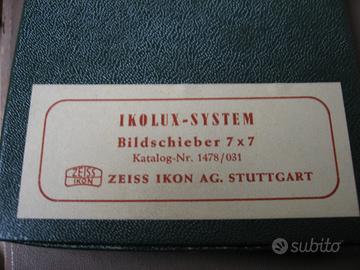 IKOLUX-SYSTEM
Bildschieber 7x7
Katalog-Nr. 1478/031
ZEISS
IKON
ZEISS IKON AG. STUTTGART
subito